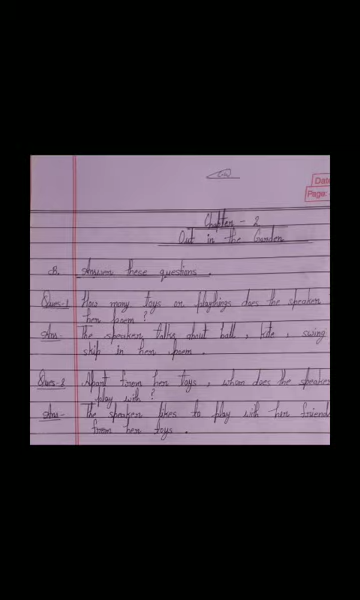 CW
Date
Page
Chapter - 2
Out in the Garden
B. Answer these questions.
Ques-1 How many toys or playthings does the speaker
her poem?
Ans- The speaker talks about ball, kite, swing
skip in her poem.
Ques-2 Apart from her toys, whom does the speaker
play with?
Ans- The speaker likes to play with her friends
from her toys.